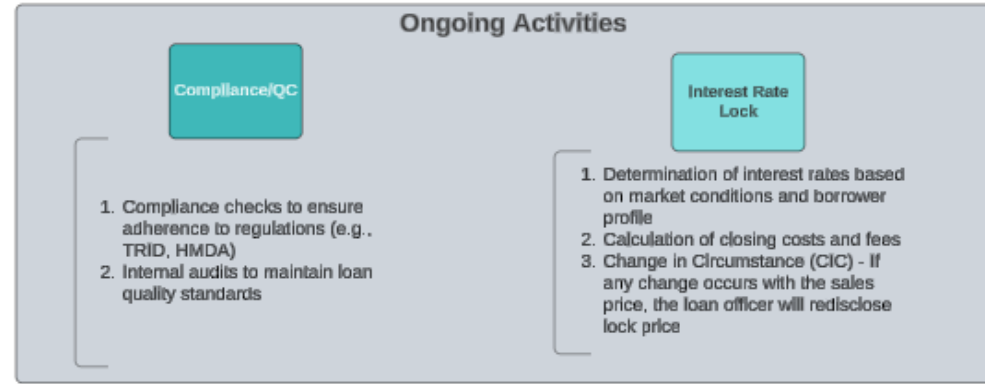 Ongoing Activities
Compliance/QC
1. Compliance checks to ensure
adherence to regulations (e.g.,
TRID, HMDA)
2. Internal audits to maintain loan
quality standards
Interest Rate
Lock
1. Determination of interest rates based
on market conditions and borrower
profile
2. Calculation of closing costs and fees
3. Change in Circumstance (CIC) - If
any change occurs with the sales
price, the loan officer will redisclose
lock price